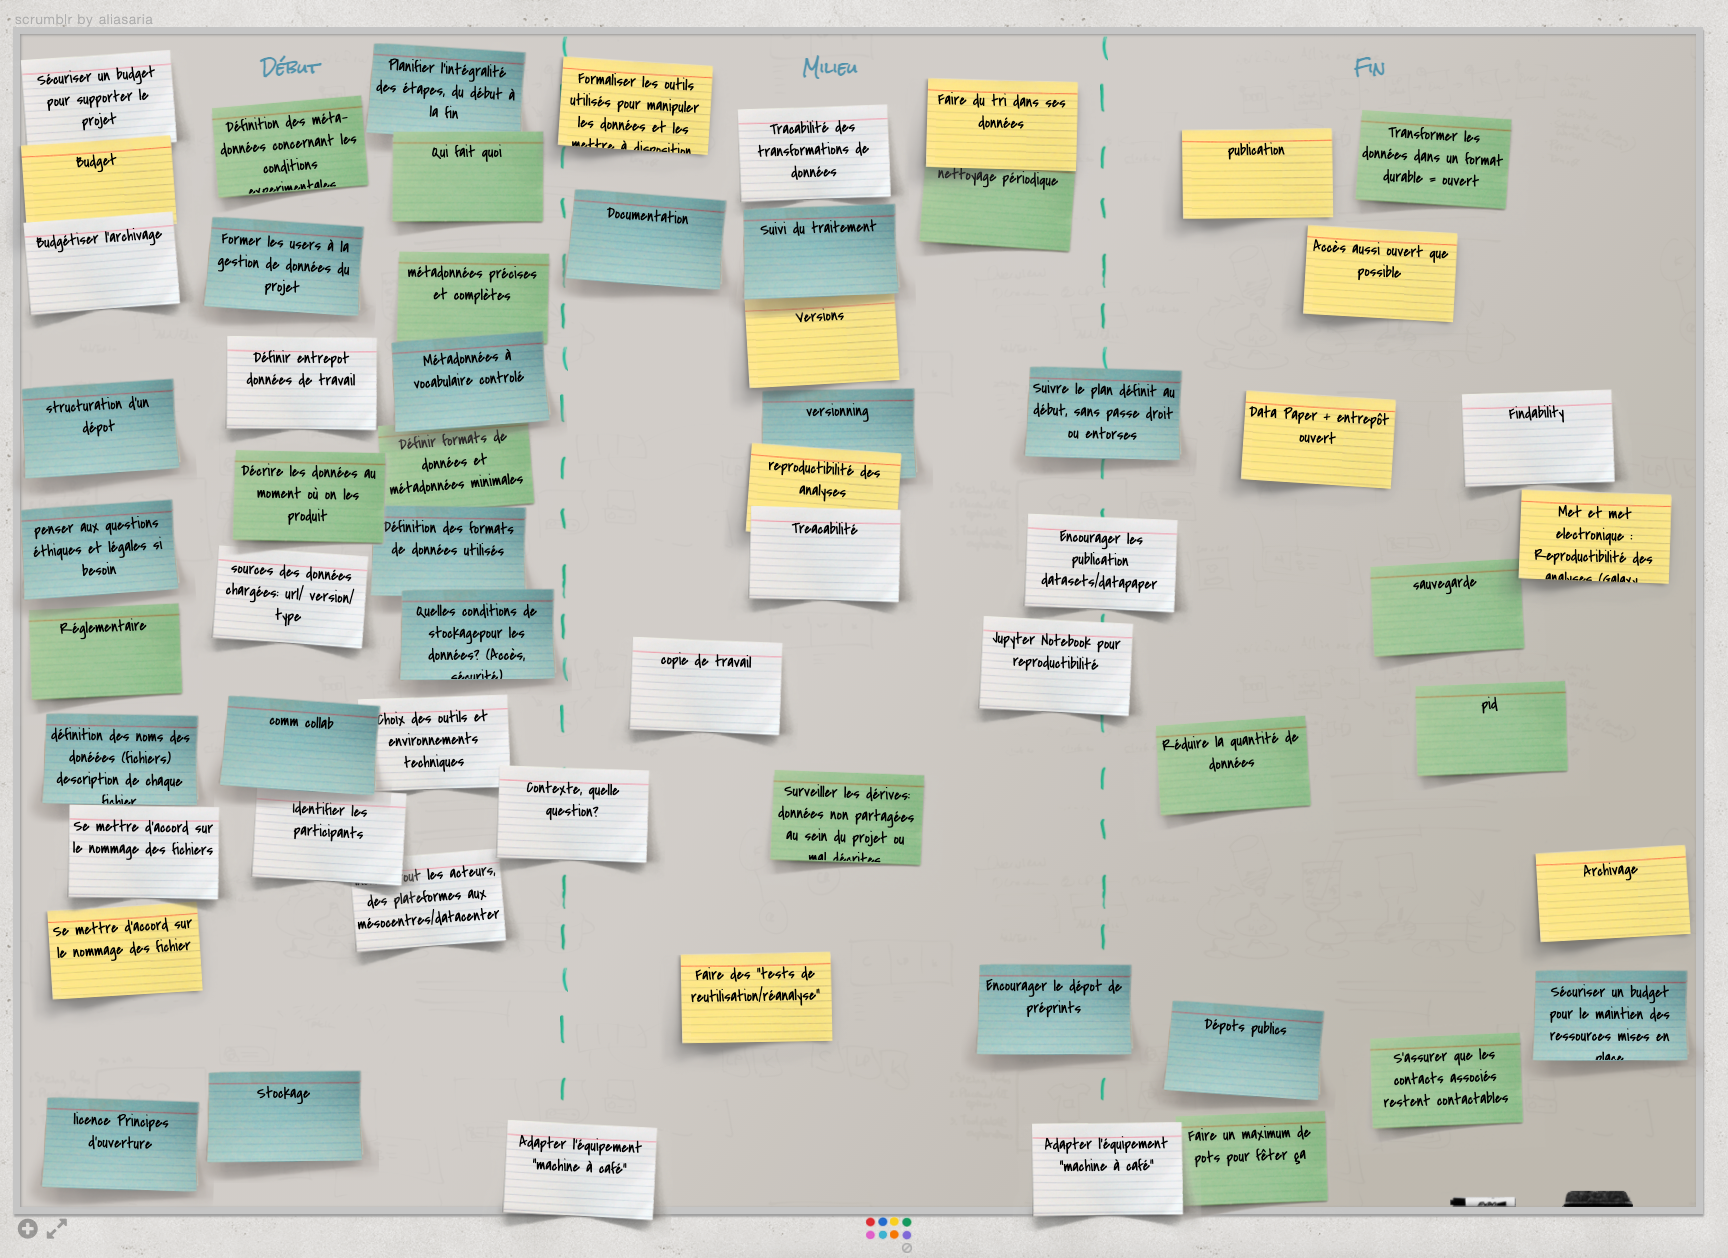 scrumblr by aliasaria
Début
Milieu
Fin
Sécuriser un budget
pour supporter le
projet
Budget
Budgétiser l'archivage
structuration d'un
dépot
penser aux questions
éthiques et légales si
besoin
Réglementaire
définition des noms des
donéées (fichiers)
description de chaque
fichier
Se mettre d'accord sur
le nommage des fichiers
Se mettre d'accord sur
le nommage des fichier
licence Principes
d'ouverture
Définition des méta-
données concernant les
conditions
experimentales
Former les users à la
gestion de données du
projet
Définir entrepot
données de travail
Décrire les données au
moment où on les
produit
sources des données
chargées: url/ version/
type
comm collab
Identifier les
participants
Stockage
Planifier l'intégralité
des étapes, du début à
la fin
Qui fait quoi
métadonnées précises
et complètes
Métadonnées à
vocabulaire controlé
Définir formats de
données et
métadonnées minimales
Définition des formats
de données utilisés
Quelles conditions de
stockagepour les
données? (Accès,
sécurité)
Choix des outils et
environnements
techniques
les acteurs,
des plateformes aux
mésocentres/datacenter
Contexte, quelle
question?
Adapter l'équipement
"machine à café"
Formaliser les outils
utilisés pour manipuler
les données et les
mettre à disposition
Documentation
Tracabilité des
transformations de
données
Suivi du traitement
Versions
versionning
reproductibilité des
analyses
Treacabilité
copie de travail
Surveiller les dérives:
données non partagées
au sein du projet ou
mal décrites
Faire des "tests de
reutilisation/réanalyse"
Faire du tri dans ses
données
nettoyage périodique
Suivre le plan définit au
début, sans passe droit
ou entorses
Encourager les
publication
datasets/datapaper
Jupyter Notebook pour
reproductibilité
Encourager le dépot de
préprints
Adapter l'équipement
"machine à café"
publication
Transformer les
données dans un format
durable = ouvert
Accès aussi ouvert que
possible
Data Paper + entrepôt
ouvert
Findability
Met et met
electronique :
Reproductibilité des
analyses (Galaxy
sauvegarde
pid
Réduire la quantité de
données
Archivage
Sécuriser un budget
pour le maintien des
ressources mises en
place
Dépots publics
S'assurer que les
contacts associés
restent contactables
Faire un maximum de
pots pour fêter ça